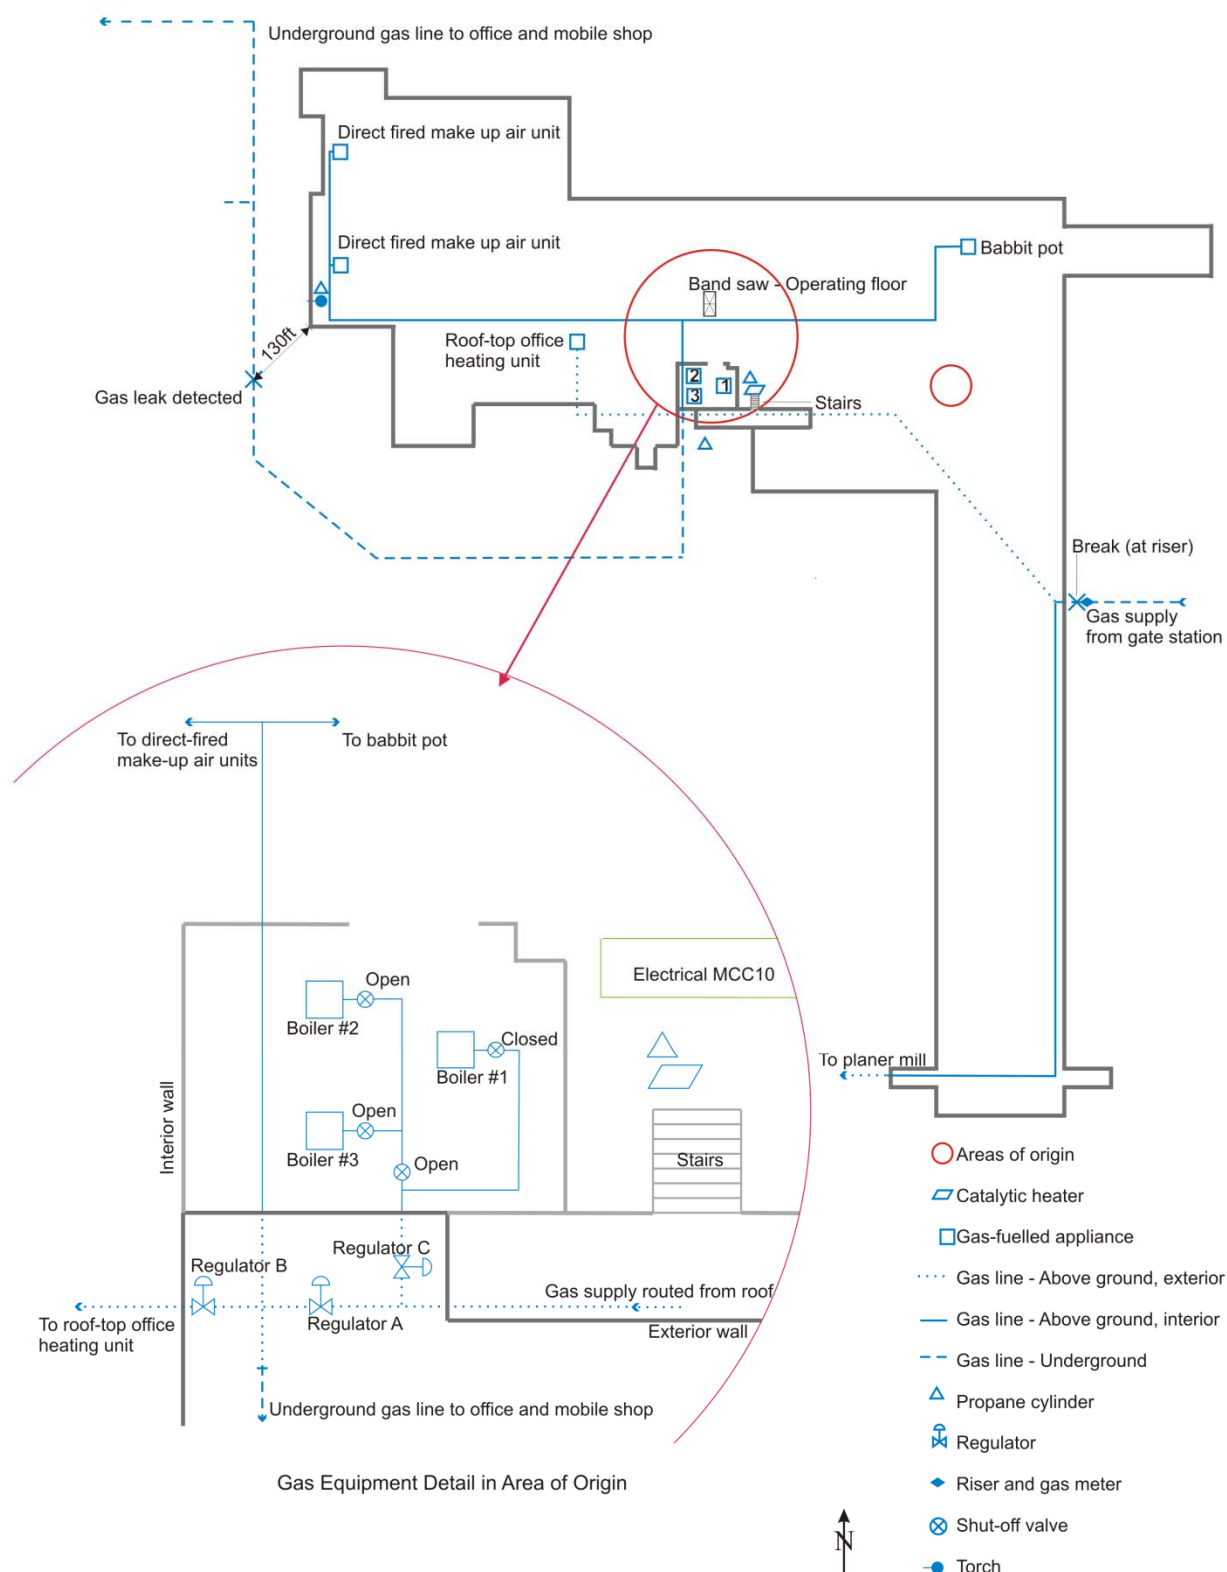 Underground gas line to office and mobile shop
Direct fired make up air unit
Direct fired make up air unit
Babbit pot
Band saw - Operating floor
Roof-top office
heating unit
130ft
Gas leak detected
2
1
3
Stairs
Break (at riser)
Gas supply
from gate station
To direct-fired
make-up air units
To babbit pot
Electrical MCC10
Open
Boiler #2
Closed
Boiler #1
Open
Boiler #3
Open
Interior wall
Stairs
To planer mill
Regulator C
Regulator B
Gas supply routed from roof
Regulator A
To roof-top office
heating unit
Exterior wall
Underground gas line to office and mobile shop
Gas Equipment Detail in Area of Origin
N
Areas of origin
Catalytic heater
Gas-fuelled appliance
Gas line - Above ground, exterior
Gas line - Above ground, interior
Gas line - Underground
Propane cylinder
Regulator
Riser and gas meter
Shut-off valve
Torch